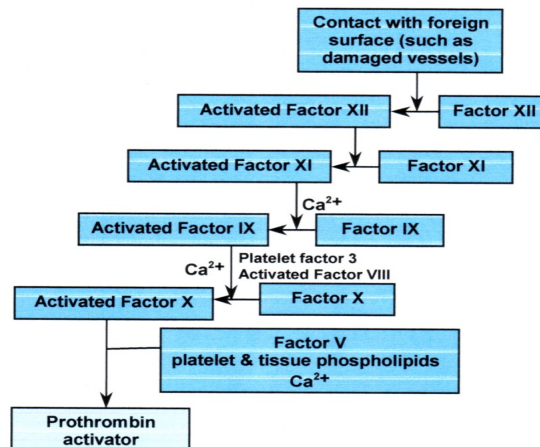 Contact with foreign
surface (such as
damaged vessels)
Activated Factor XII
Factor XII
Activated Factor XI
Factor XI
Ca²⁺
Activated Factor IX
Factor IX
Ca²⁺
Platelet factor 3
Activated Factor VIII
Activated Factor X
Factor X
Factor V
platelet & tissue phospholipids
Ca²⁺
Prothrombin
activator